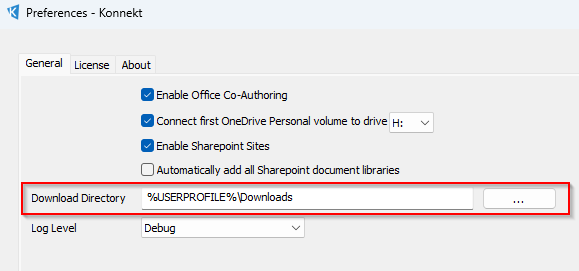 Preferences - Konnekt
General License About
Enable Office Co-Authoring
Connect first OneDrive Personal volume to drive H:
Enable Sharepoint Sites
Automatically add all Sharepoint document libraries
Download Directory %USERPROFILE%\Downloads ...
Log Level Debug